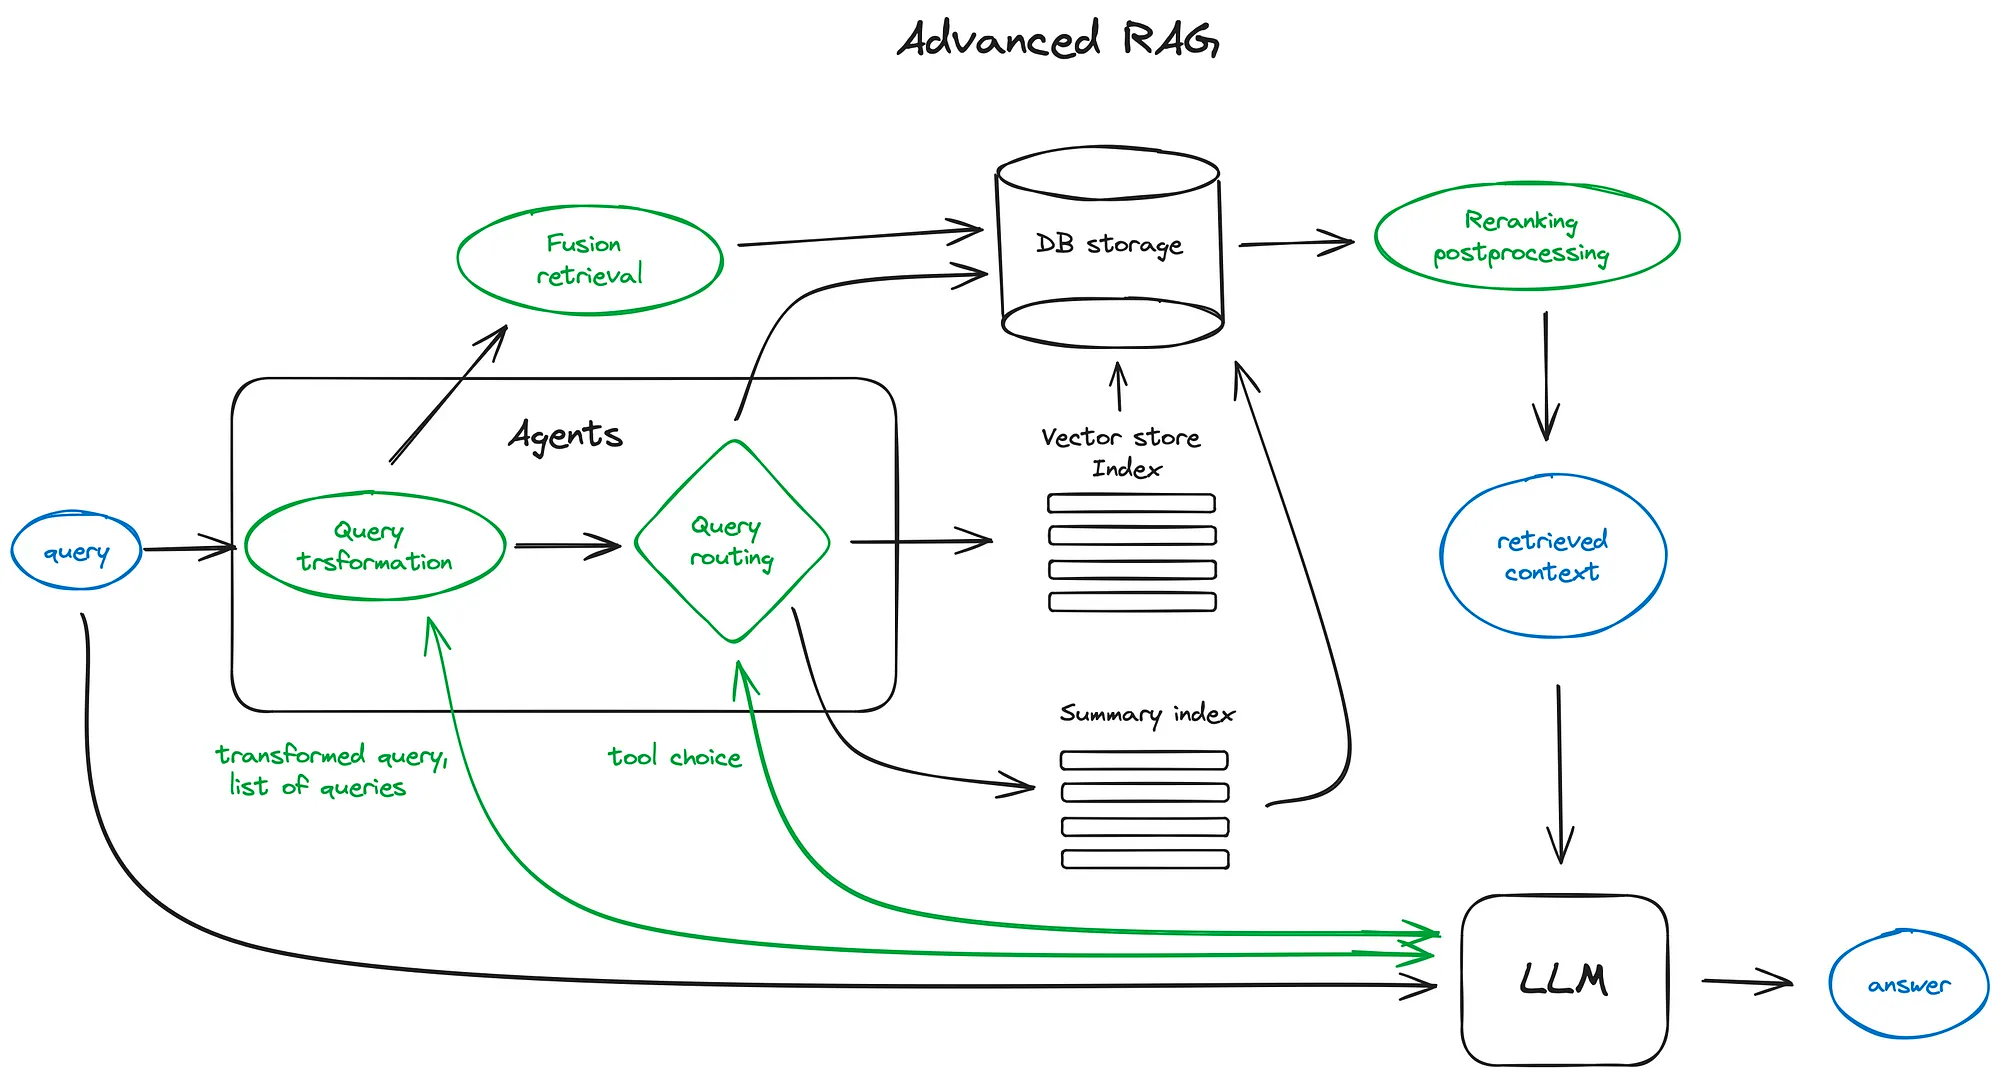 Advanced RAG
Fusion
retrieval
DB storage
Reranking
postprocessing
Agents
Vector store
Index
query
Query
trsformation
Query
routing
retrieved
context
transformed query,
list of queries
tool choice
Summary index
LLM
answer